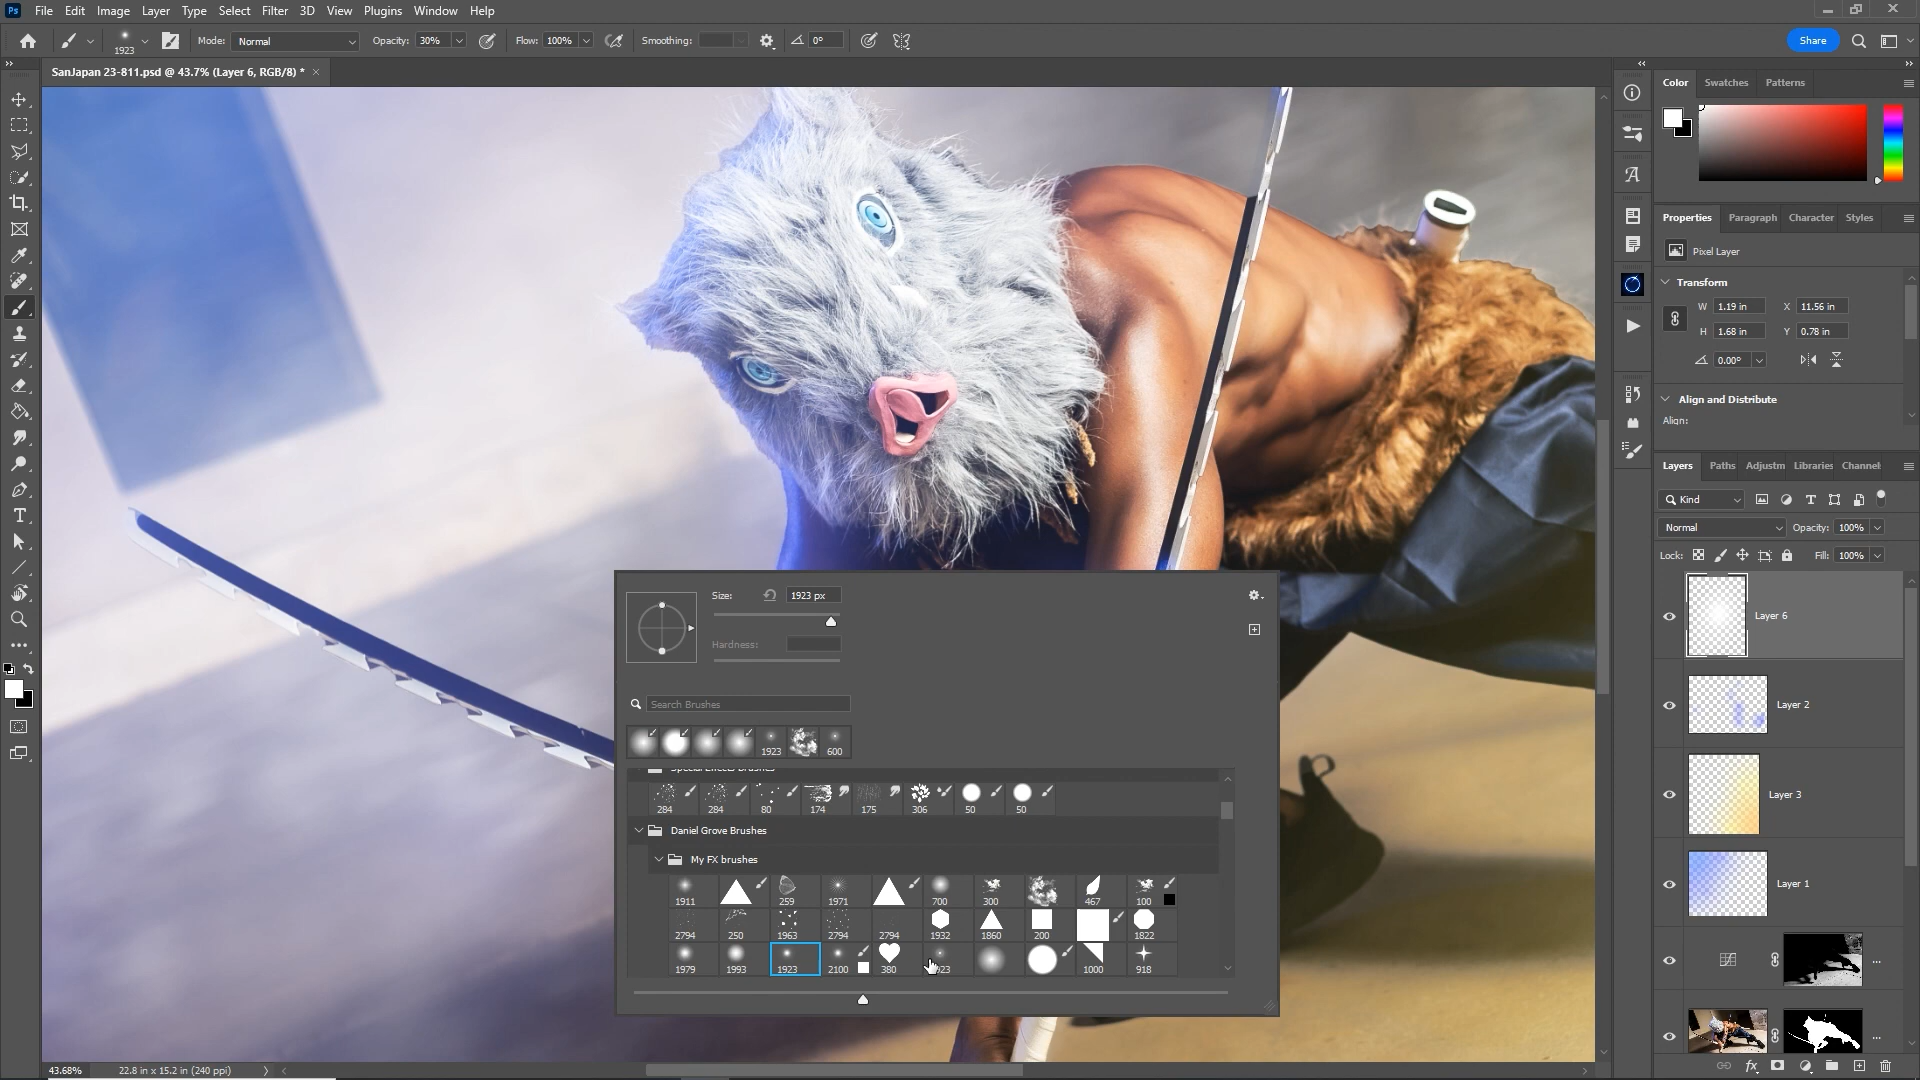 Ps File Edit Image Layer Type Select Filter 3D View Plugins Window Help
1923 Mode: Normal Opacity: 30% Flow: 100% Smoothing: 0° Share
SanJapan 23-811.psd @ 43.7% (Layer 6, RGB/8) *
Color Swatches Patterns
Properties Paragraph Character Styles
Pixel Layer
Transform
W 1.19 in X 11.56 in
H 1.68 in Y 0.78 in
0.00°
Align and Distribute
Align:
Layers Paths Adjustm Libraries Channel
Kind
Normal Opacity: 100%
Lock: Fill: 100%
Layer 6
Layer 2
Layer 3
Layer 1
Size: 1923 px
Hardness:
Search Brushes
1923 600
Special Effects Brushes
284 284 80 174 175 306 50 50
Daniel Grove Brushes
My FX brushes
1911 259 1971 700 300 467 100
2794 250 1963 2794 2794 1932 1860 200 1822
1979 1993 1923 2100 380 923 1000 918
43.68% 22.8 in x 15.2 in (240 ppi)